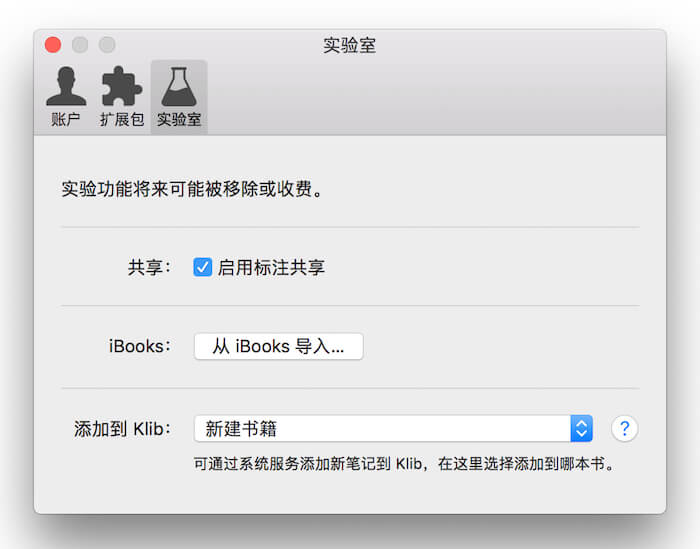 实验室
账户 扩展包 实验室
实验功能将来可能被移除或收费。
共享： 启用标注共享
iBooks： 从 iBooks 导入...
添加到 Klib： 新建书籍 ?
可通过系统服务添加新笔记到 Klib，在这里选择添加到哪本书。